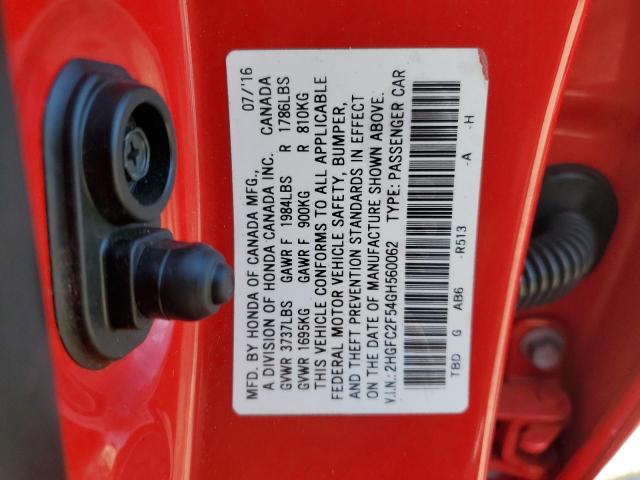 MFD. BY HONDA OF CANADA MFG., 07/'16
A DIVISION OF HONDA CANADA INC. CANADA
GVWR 3737LBS GAWR F 1984LBS R 1786LBS
GVWR 1695KG GAWR F 900KG R 810KG
THIS VEHICLE CONFORMS TO ALL APPLICABLE
FEDERAL MOTOR VEHICLE SAFETY, BUMPER,
AND THEFT PREVENTION STANDARDS IN EFFECT
ON THE DATE OF MANUFACTURE SHOWN ABOVE.
V.I.N.: 2HGFC2F54GH560062 TYPE: PASSENGER CAR
TBD G AB6 -R513 -A -H